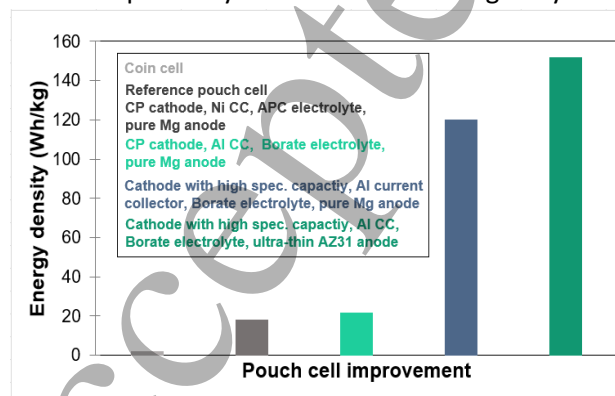 160
140
120
100
80
60
40
20
0
Energy density (Wh/kg)
Coin cell
Reference pouch cell
CP cathode, Ni CC, APC electrolyte,
pure Mg anode
CP cathode, Al CC, Borate electrolyte,
pure Mg anode
Cathode with high spec. capactiy, Al current
collector, Borate electrolyte, pure Mg anode
Cathode with high spec. capactiy, Al CC,
Borate electrolyte, ultra-thin AZ31 anode
Pouch cell improvement